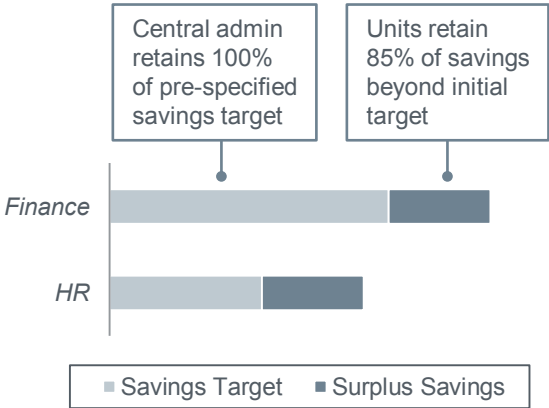 Central admin
retains 100%
of pre-specified
savings target
Units retain
85% of savings
beyond initial
target
Finance
HR
Savings Target
Surplus Savings